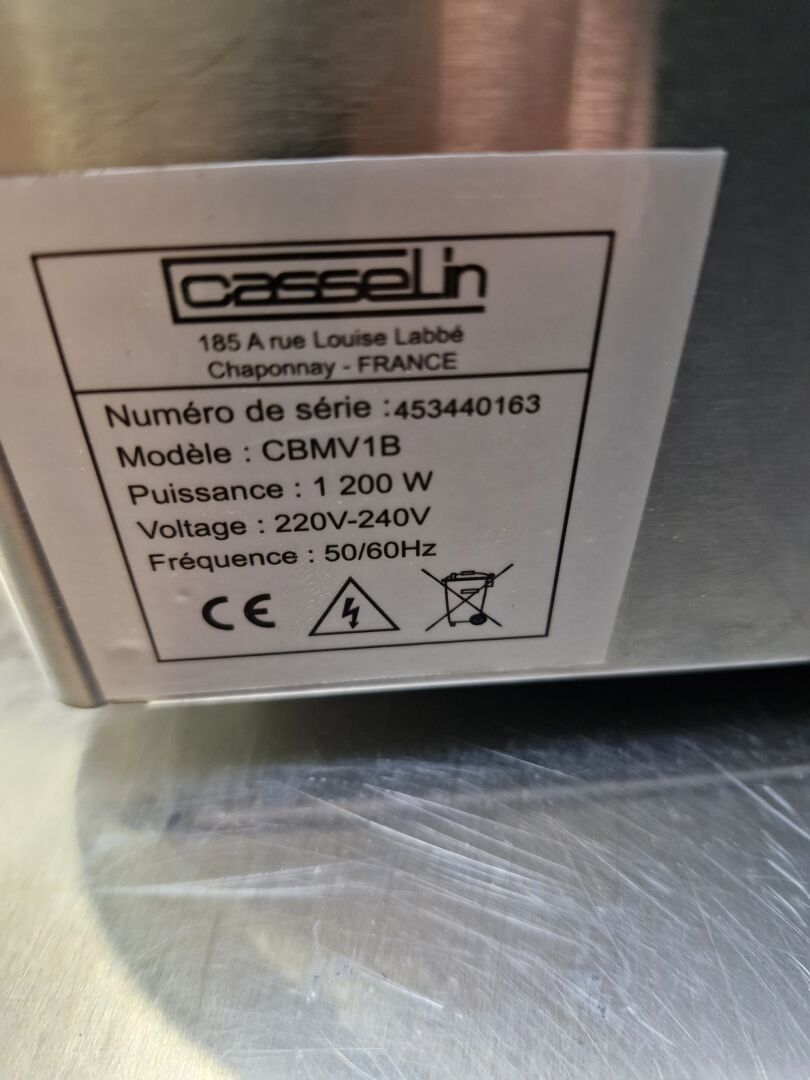 casselin
185 A rue Louise Labbé
Chaponnay - FRANCE
Numéro de série :453440163
Modèle : CBMV1B
Puissance : 1 200 W
Voltage : 220V-240V
Fréquence : 50/60Hz
CE